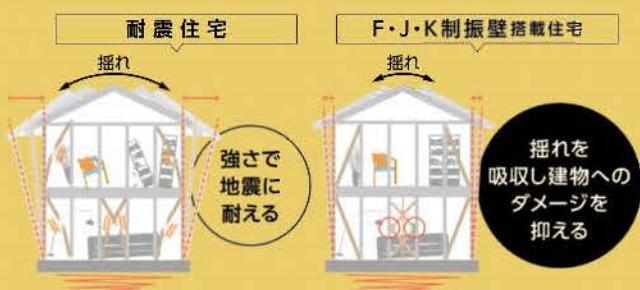 耐震住宅
揺れ
強さで
地震に
耐える
F・J・K制振壁搭載住宅
揺れ
揺れを
吸収し建物への
ダメージを
抑える